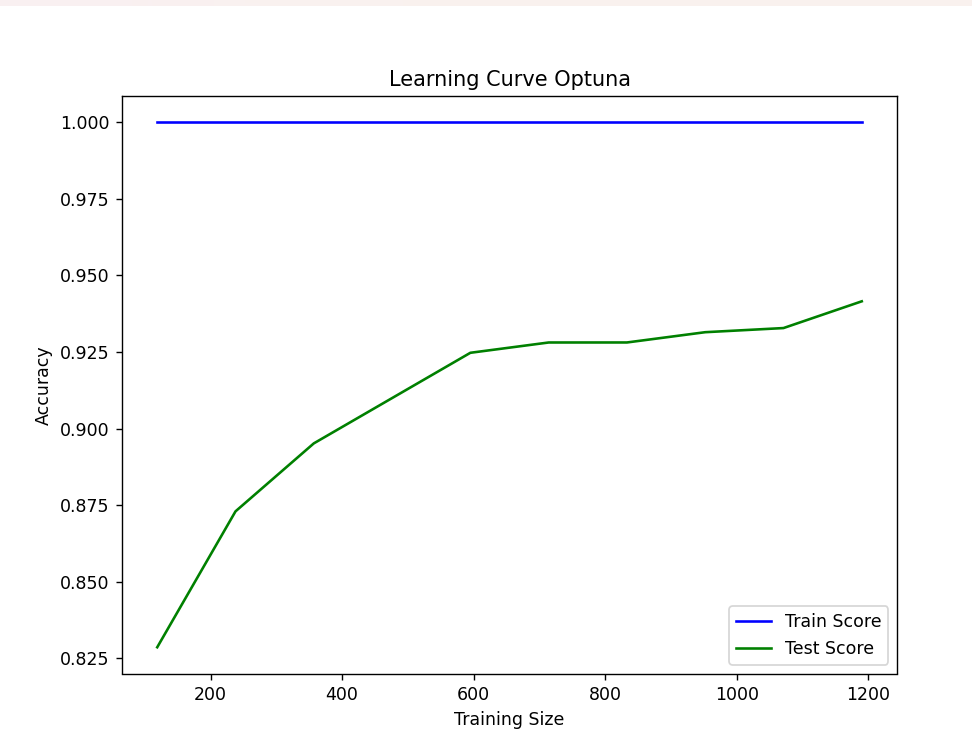 Learning Curve Optuna
1.000
0.975
0.950
0.925
0.900
0.875
0.850
0.825
Accuracy
200 400 600 800 1000 1200
Training Size
Train Score
Test Score